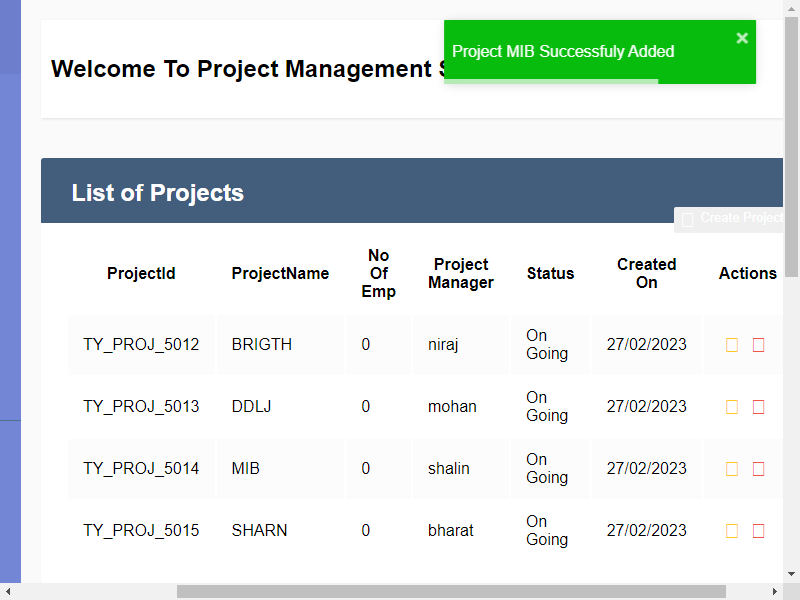 Project MIB Successfuly Added
×
Welcome To Project Management
List of Projects
Create Project
ProjectId ProjectName No Of Emp Project Manager Status Created On Actions
TY_PROJ_5012 BRIGTH 0 niraj On Going 27/02/2023
TY_PROJ_5013 DDLJ 0 mohan On Going 27/02/2023
TY_PROJ_5014 MIB 0 shalin On Going 27/02/2023
TY_PROJ_5015 SHARN 0 bharat On Going 27/02/2023